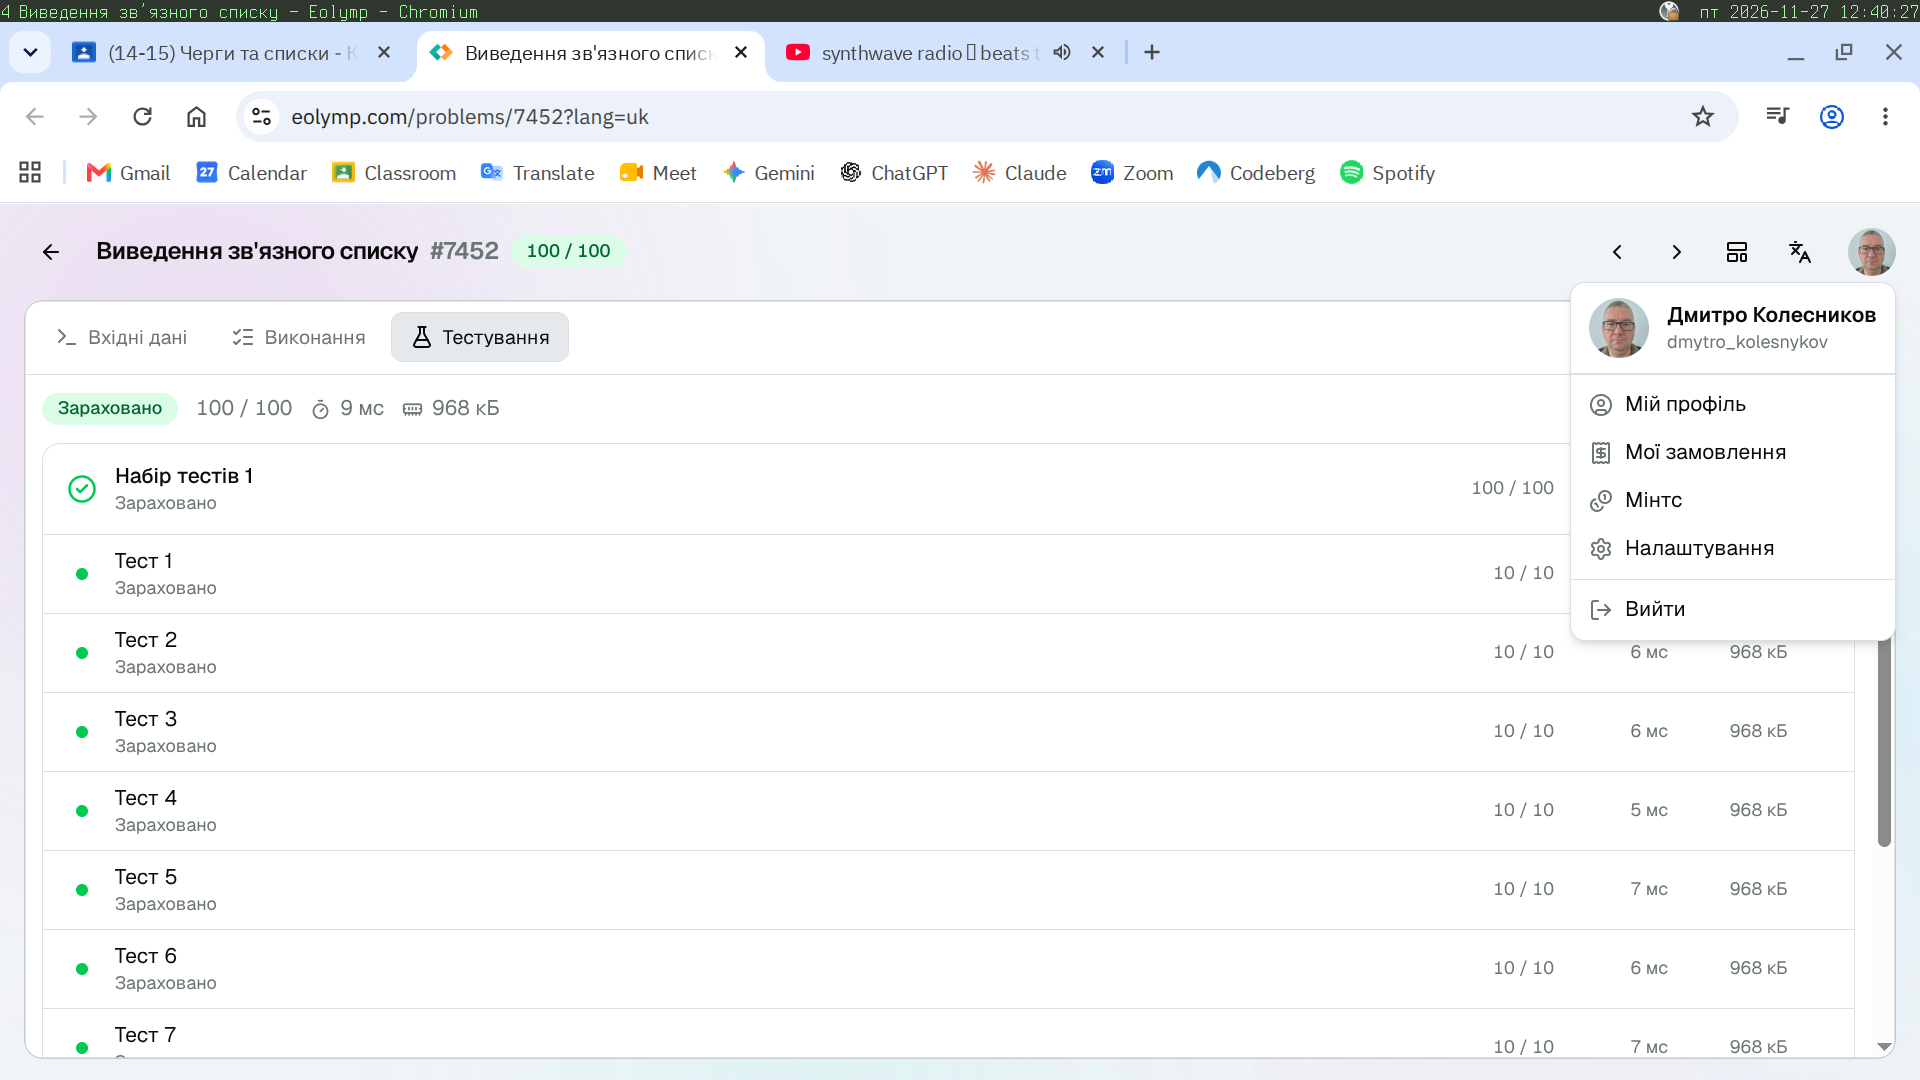 4 Виведення зв'язного списку - Eolymp - Chromium
пт 2026-11-27 12:40:27
(14-15) Черги та списки - К
Виведення зв'язного списк
synthwave radio beats t
eolymp.com/problems/7452?lang=uk
Gmail
27 Calendar
Classroom
Translate
Meet
Gemini
ChatGPT
Claude
zm Zoom
Codeberg
Spotify
Виведення зв'язного списку #7452 100 / 100
Вхідні дані
Виконання
Тестування
Дмитро Колесников
dmytro_kolesnykov
Мій профіль
Мої замовлення
Мінтс
Налаштування
Вийти
Зараховано 100 / 100 9 мс 968 кБ
Набір тестів 1
Зараховано
100 / 100
Тест 1
Зараховано
10 / 10
Тест 2
Зараховано
10 / 10 6 мс 968 кБ
Тест 3
Зараховано
10 / 10 6 мс 968 кБ
Тест 4
Зараховано
10 / 10 5 мс 968 кБ
Тест 5
Зараховано
10 / 10 7 мс 968 кБ
Тест 6
Зараховано
10 / 10 6 мс 968 кБ
Тест 7
10 / 10 7 мс 968 кБ